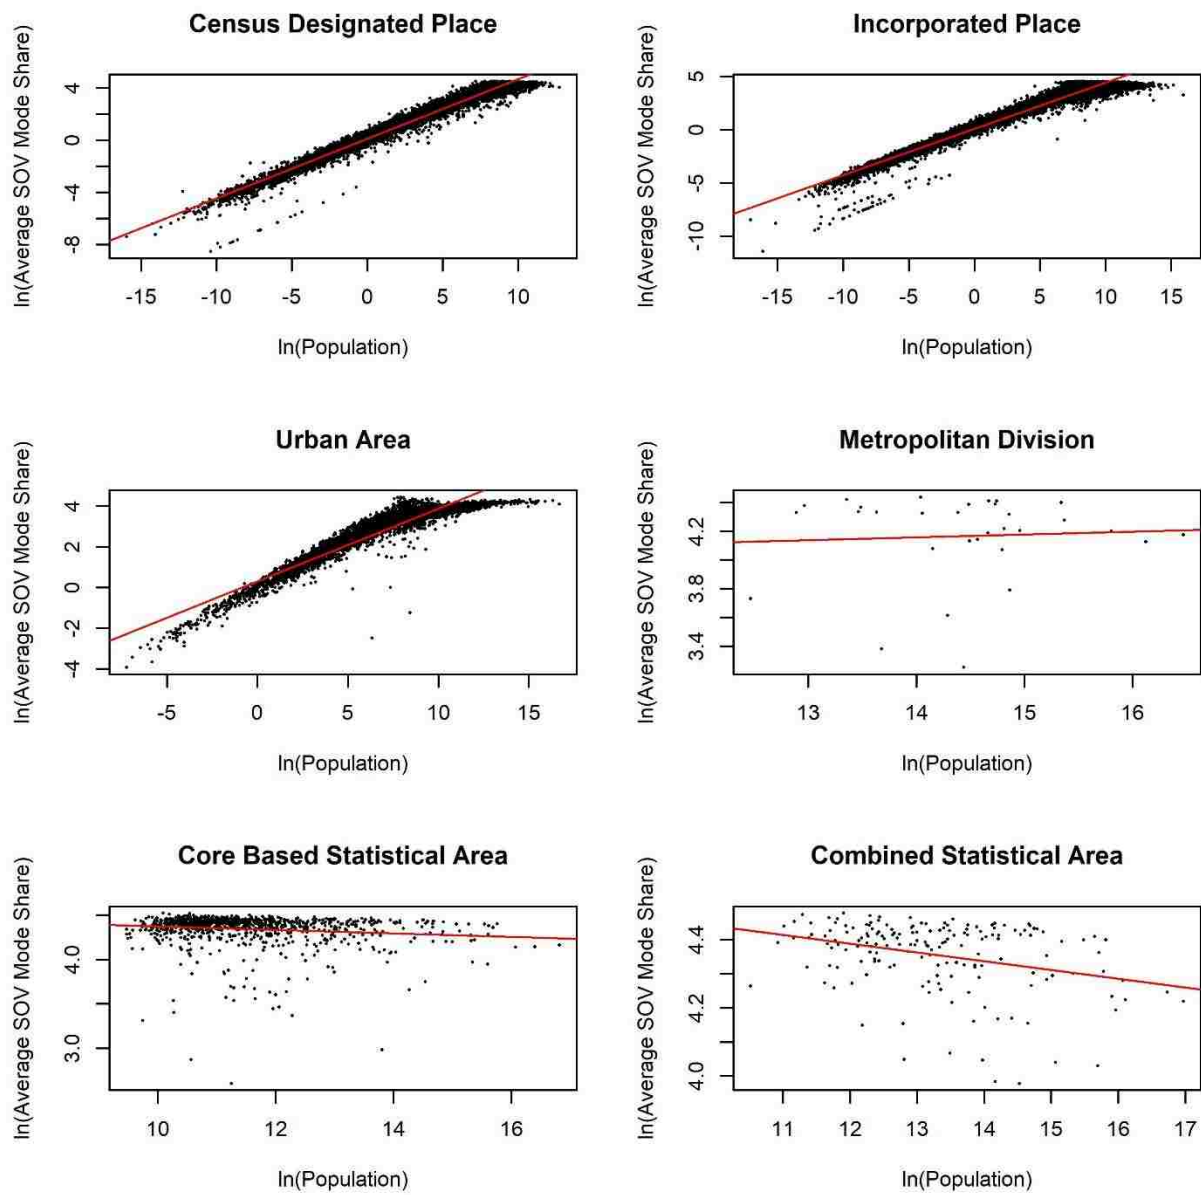 Census Designated Place
ln(Average SOV Mode Share)
4
0
-4
-8
-15 -10 -5 0 5 10
ln(Population)
Incorporated Place
ln(Average SOV Mode Share)
5
0
-5
-10
-15 -10 -5 0 5 10 15
ln(Population)
Urban Area
ln(Average SOV Mode Share)
4
2
0
-2
-4
-5 0 5 10 15
ln(Population)
Metropolitan Division
ln(Average SOV Mode Share)
4.2
3.8
3.4
13 14 15 16
ln(Population)
Core Based Statistical Area
ln(Average SOV Mode Share)
4.0
3.0
10 12 14 16
ln(Population)
Combined Statistical Area
ln(Average SOV Mode Share)
4.4
4.2
4.0
11 12 13 14 15 16 17
ln(Population)